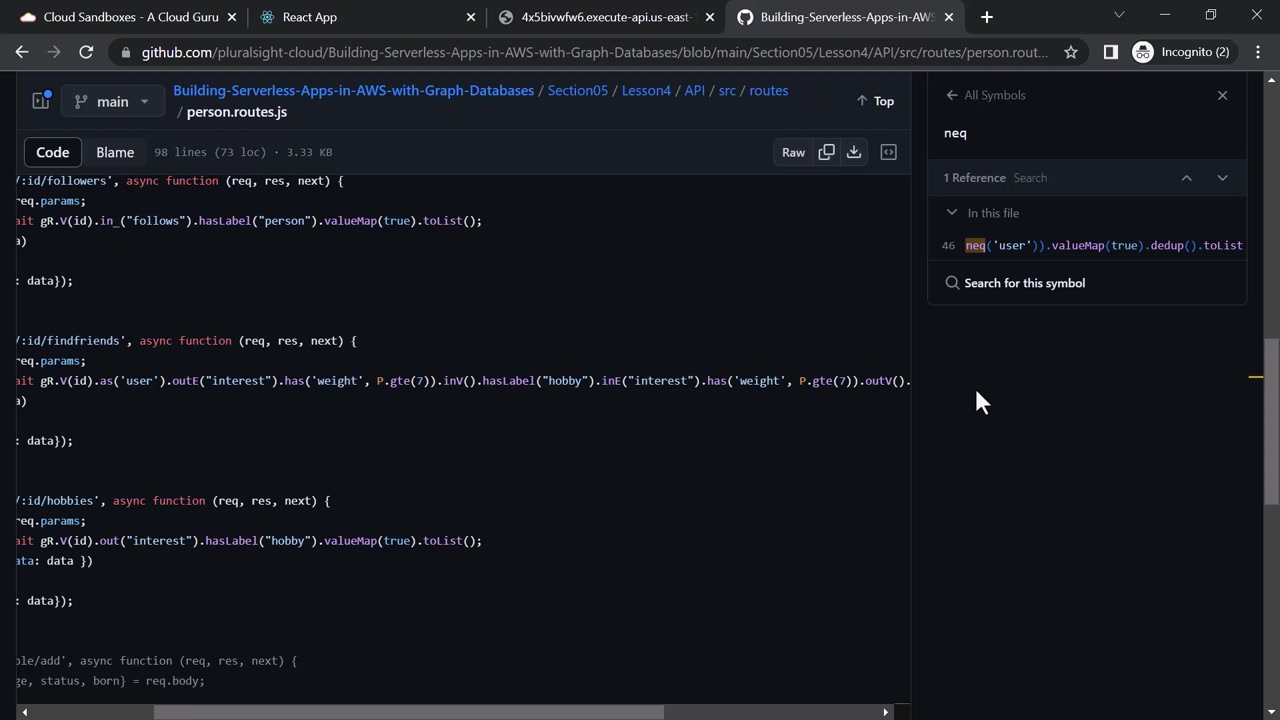 Cloud Sandboxes - A Cloud Guru
React App
4x5bivwfw6.execute-api.us-east-
Building-Serverless-Apps-in-AWS
github.com/pluralsight-cloud/Building-Serverless-Apps-in-AWS-with-Graph-Databases/blob/main/Section05/Lesson4/API/src/routes/person.rout...
Incognito (2)
main
Building-Serverless-Apps-in-AWS-with-Graph-Databases / Section05 / Lesson4 / API / src / routes
/ person.routes.js
Top
Code
Blame
98 lines (73 loc) · 3.33 KB
Raw
/:id/followers', async function (req, res, next) {
req.params;
ait gR.V(id).in_("follows").hasLabel("person").valueMap(true).toList();
a)
: data});
/:id/findfriends', async function (req, res, next) {
req.params;
ait gR.V(id).as('user').outE("interest").has('weight', P.gte(7)).inV().hasLabel("hobby").inE("interest").has('weight', P.gte(7)).outV().
a)
: data});
/:id/hobbies', async function (req, res, next) {
req.params;
ait gR.V(id).out("interest").hasLabel("hobby").valueMap(true).toList();
ata: data })
: data});
ple/add', async function (req, res, next) {
ge, status, born} = req.body;
All Symbols
neq
1 Reference Search
In this file
46 neq('user')).valueMap(true).dedup().toList
Search for this symbol